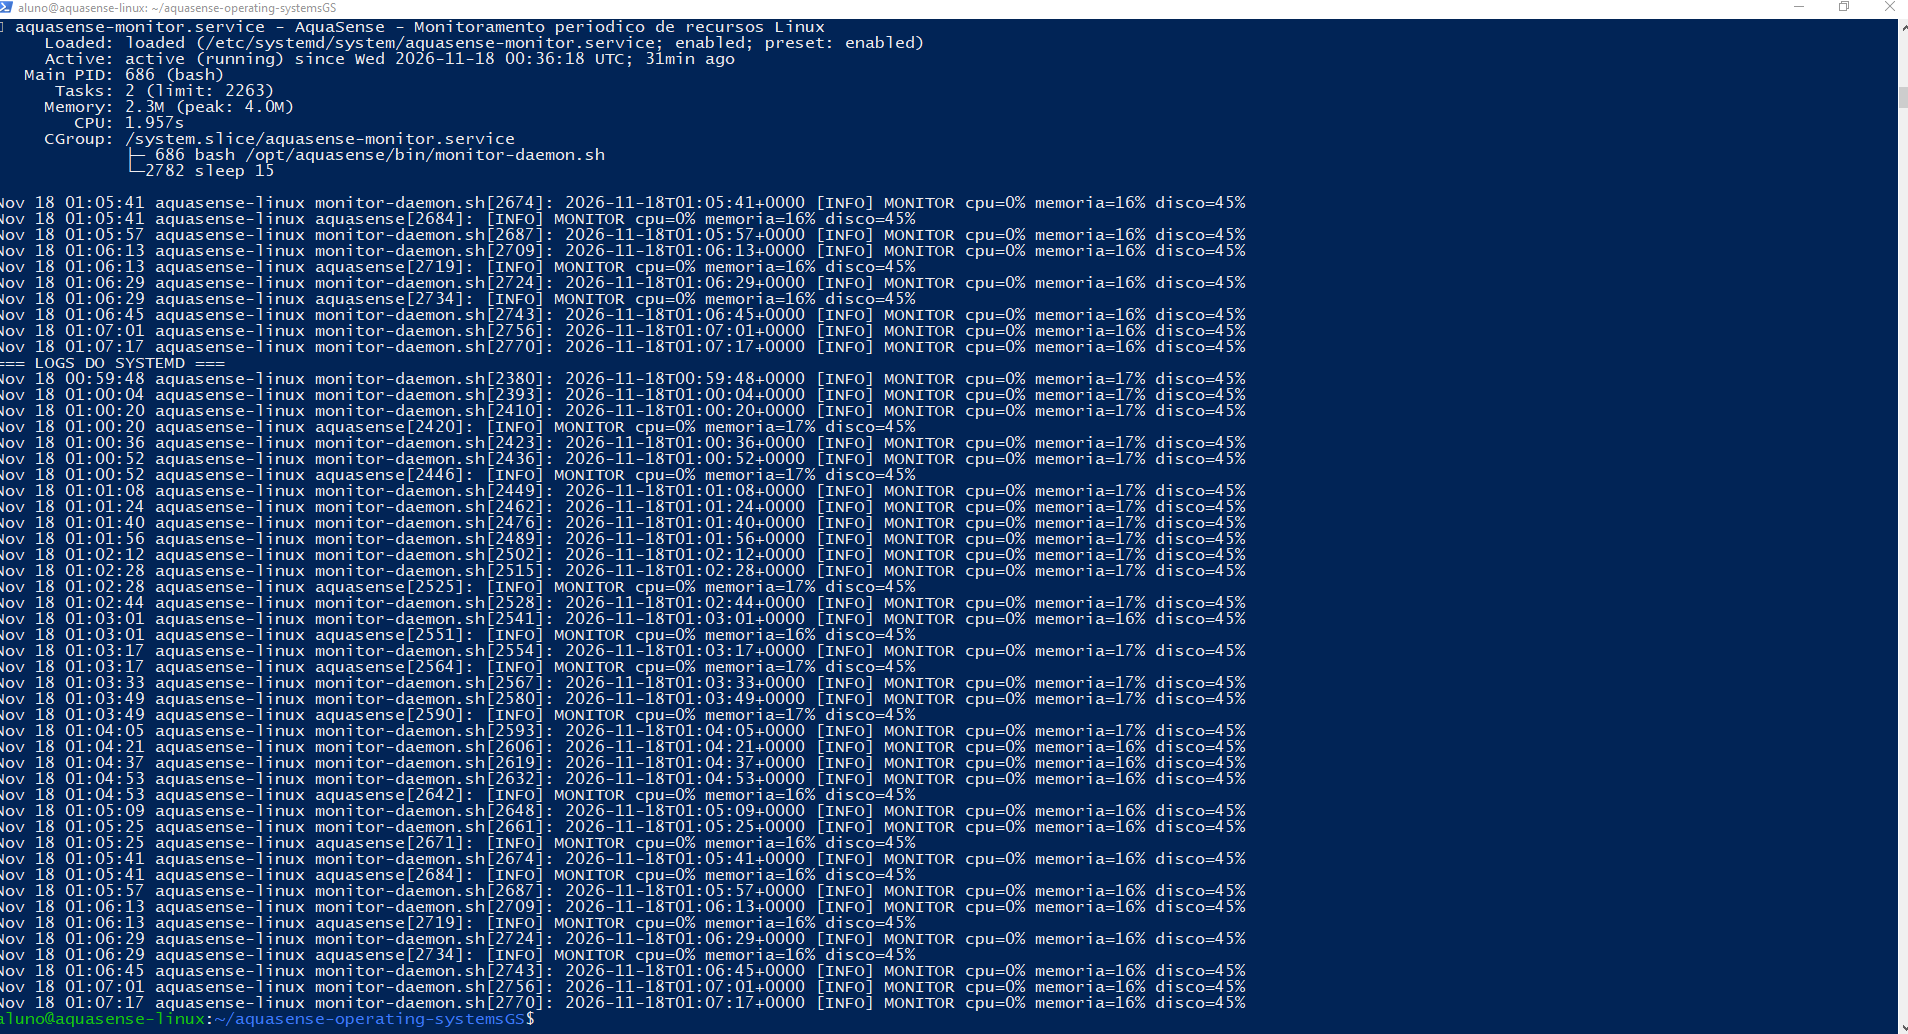 aluno@aquasense-linux: ~/aquasense-operating-systemsGS
aquasense-monitor.service - AquaSense - Monitoramento periodico de recursos Linux
Loaded: loaded (/etc/systemd/system/aquasense-monitor.service; enabled; preset: enabled)
Active: active (running) since Wed 2026-11-18 00:36:18 UTC; 31min ago
Main PID: 686 (bash)
Tasks: 2 (limit: 2263)
Memory: 2.3M (peak: 4.0M)
CPU: 1.957s
CGroup: /system.slice/aquasense-monitor.service
├─ 686 bash /opt/aquasense/bin/monitor-daemon.sh
└─2782 sleep 15
Nov 18 01:05:41 aquasense-linux monitor-daemon.sh[2674]: 2026-11-18T01:05:41+0000 [INFO] MONITOR cpu=0% memoria=16% disco=45%
Nov 18 01:05:41 aquasense-linux aquasense[2684]: [INFO] MONITOR cpu=0% memoria=16% disco=45%
Nov 18 01:05:57 aquasense-linux monitor-daemon.sh[2687]: 2026-11-18T01:05:57+0000 [INFO] MONITOR cpu=0% memoria=16% disco=45%
Nov 18 01:06:13 aquasense-linux monitor-daemon.sh[2709]: 2026-11-18T01:06:13+0000 [INFO] MONITOR cpu=0% memoria=16% disco=45%
Nov 18 01:06:13 aquasense-linux aquasense[2719]: [INFO] MONITOR cpu=0% memoria=16% disco=45%
Nov 18 01:06:29 aquasense-linux monitor-daemon.sh[2724]: 2026-11-18T01:06:29+0000 [INFO] MONITOR cpu=0% memoria=16% disco=45%
Nov 18 01:06:29 aquasense-linux aquasense[2734]: [INFO] MONITOR cpu=0% memoria=16% disco=45%
Nov 18 01:06:45 aquasense-linux monitor-daemon.sh[2743]: 2026-11-18T01:06:45+0000 [INFO] MONITOR cpu=0% memoria=16% disco=45%
Nov 18 01:07:01 aquasense-linux monitor-daemon.sh[2756]: 2026-11-18T01:07:01+0000 [INFO] MONITOR cpu=0% memoria=16% disco=45%
Nov 18 01:07:17 aquasense-linux monitor-daemon.sh[2770]: 2026-11-18T01:07:17+0000 [INFO] MONITOR cpu=0% memoria=16% disco=45%
=== LOGS DO SYSTEMD ===
Nov 18 00:59:48 aquasense-linux monitor-daemon.sh[2380]: 2026-11-18T00:59:48+0000 [INFO] MONITOR cpu=0% memoria=17% disco=45%
Nov 18 01:00:04 aquasense-linux monitor-daemon.sh[2393]: 2026-11-18T01:00:04+0000 [INFO] MONITOR cpu=0% memoria=17% disco=45%
Nov 18 01:00:20 aquasense-linux monitor-daemon.sh[2410]: 2026-11-18T01:00:20+0000 [INFO] MONITOR cpu=0% memoria=17% disco=45%
Nov 18 01:00:20 aquasense-linux aquasense[2420]: [INFO] MONITOR cpu=0% memoria=17% disco=45%
Nov 18 01:00:36 aquasense-linux monitor-daemon.sh[2423]: 2026-11-18T01:00:36+0000 [INFO] MONITOR cpu=0% memoria=17% disco=45%
Nov 18 01:00:52 aquasense-linux monitor-daemon.sh[2436]: 2026-11-18T01:00:52+0000 [INFO] MONITOR cpu=0% memoria=17% disco=45%
Nov 18 01:00:52 aquasense-linux aquasense[2446]: [INFO] MONITOR cpu=0% memoria=17% disco=45%
Nov 18 01:01:08 aquasense-linux monitor-daemon.sh[2449]: 2026-11-18T01:01:08+0000 [INFO] MONITOR cpu=0% memoria=17% disco=45%
Nov 18 01:01:24 aquasense-linux monitor-daemon.sh[2462]: 2026-11-18T01:01:24+0000 [INFO] MONITOR cpu=0% memoria=17% disco=45%
Nov 18 01:01:40 aquasense-linux monitor-daemon.sh[2476]: 2026-11-18T01:01:40+0000 [INFO] MONITOR cpu=0% memoria=17% disco=45%
Nov 18 01:01:56 aquasense-linux monitor-daemon.sh[2489]: 2026-11-18T01:01:56+0000 [INFO] MONITOR cpu=0% memoria=17% disco=45%
Nov 18 01:02:12 aquasense-linux monitor-daemon.sh[2502]: 2026-11-18T01:02:12+0000 [INFO] MONITOR cpu=0% memoria=17% disco=45%
Nov 18 01:02:28 aquasense-linux monitor-daemon.sh[2515]: 2026-11-18T01:02:28+0000 [INFO] MONITOR cpu=0% memoria=17% disco=45%
Nov 18 01:02:28 aquasense-linux aquasense[2525]: [INFO] MONITOR cpu=0% memoria=17% disco=45%
Nov 18 01:02:44 aquasense-linux monitor-daemon.sh[2528]: 2026-11-18T01:02:44+0000 [INFO] MONITOR cpu=0% memoria=17% disco=45%
Nov 18 01:03:01 aquasense-linux monitor-daemon.sh[2541]: 2026-11-18T01:03:01+0000 [INFO] MONITOR cpu=0% memoria=16% disco=45%
Nov 18 01:03:01 aquasense-linux aquasense[2551]: [INFO] MONITOR cpu=0% memoria=16% disco=45%
Nov 18 01:03:17 aquasense-linux monitor-daemon.sh[2554]: 2026-11-18T01:03:17+0000 [INFO] MONITOR cpu=0% memoria=17% disco=45%
Nov 18 01:03:17 aquasense-linux aquasense[2564]: [INFO] MONITOR cpu=0% memoria=17% disco=45%
Nov 18 01:03:33 aquasense-linux monitor-daemon.sh[2567]: 2026-11-18T01:03:33+0000 [INFO] MONITOR cpu=0% memoria=17% disco=45%
Nov 18 01:03:49 aquasense-linux monitor-daemon.sh[2580]: 2026-11-18T01:03:49+0000 [INFO] MONITOR cpu=0% memoria=17% disco=45%
Nov 18 01:03:49 aquasense-linux aquasense[2590]: [INFO] MONITOR cpu=0% memoria=17% disco=45%
Nov 18 01:04:05 aquasense-linux monitor-daemon.sh[2593]: 2026-11-18T01:04:05+0000 [INFO] MONITOR cpu=0% memoria=17% disco=45%
Nov 18 01:04:21 aquasense-linux monitor-daemon.sh[2606]: 2026-11-18T01:04:21+0000 [INFO] MONITOR cpu=0% memoria=16% disco=45%
Nov 18 01:04:37 aquasense-linux monitor-daemon.sh[2619]: 2026-11-18T01:04:37+0000 [INFO] MONITOR cpu=0% memoria=16% disco=45%
Nov 18 01:04:53 aquasense-linux monitor-daemon.sh[2632]: 2026-11-18T01:04:53+0000 [INFO] MONITOR cpu=0% memoria=16% disco=45%
Nov 18 01:04:53 aquasense-linux aquasense[2642]: [INFO] MONITOR cpu=0% memoria=16% disco=45%
Nov 18 01:05:09 aquasense-linux monitor-daemon.sh[2648]: 2026-11-18T01:05:09+0000 [INFO] MONITOR cpu=0% memoria=16% disco=45%
Nov 18 01:05:25 aquasense-linux monitor-daemon.sh[2661]: 2026-11-18T01:05:25+0000 [INFO] MONITOR cpu=0% memoria=16% disco=45%
Nov 18 01:05:25 aquasense-linux aquasense[2671]: [INFO] MONITOR cpu=0% memoria=16% disco=45%
Nov 18 01:05:41 aquasense-linux monitor-daemon.sh[2674]: 2026-11-18T01:05:41+0000 [INFO] MONITOR cpu=0% memoria=16% disco=45%
Nov 18 01:05:41 aquasense-linux aquasense[2684]: [INFO] MONITOR cpu=0% memoria=16% disco=45%
Nov 18 01:05:57 aquasense-linux monitor-daemon.sh[2687]: 2026-11-18T01:05:57+0000 [INFO] MONITOR cpu=0% memoria=16% disco=45%
Nov 18 01:06:13 aquasense-linux monitor-daemon.sh[2709]: 2026-11-18T01:06:13+0000 [INFO] MONITOR cpu=0% memoria=16% disco=45%
Nov 18 01:06:13 aquasense-linux aquasense[2719]: [INFO] MONITOR cpu=0% memoria=16% disco=45%
Nov 18 01:06:29 aquasense-linux monitor-daemon.sh[2724]: 2026-11-18T01:06:29+0000 [INFO] MONITOR cpu=0% memoria=16% disco=45%
Nov 18 01:06:29 aquasense-linux aquasense[2734]: [INFO] MONITOR cpu=0% memoria=16% disco=45%
Nov 18 01:06:45 aquasense-linux monitor-daemon.sh[2743]: 2026-11-18T01:06:45+0000 [INFO] MONITOR cpu=0% memoria=16% disco=45%
Nov 18 01:07:01 aquasense-linux monitor-daemon.sh[2756]: 2026-11-18T01:07:01+0000 [INFO] MONITOR cpu=0% memoria=16% disco=45%
Nov 18 01:07:17 aquasense-linux monitor-daemon.sh[2770]: 2026-11-18T01:07:17+0000 [INFO] MONITOR cpu=0% memoria=16% disco=45%
aluno@aquasense-linux:~/aquasense-operating-systemsGS$